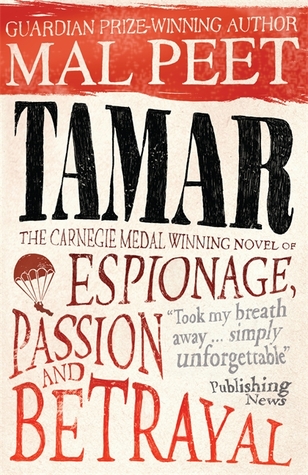 GUARDIAN PRIZE-WINNING AUTHOR
MAL PEET
TAMAR
THE CARNEGIE MEDAL WINNING NOVEL OF
ESPIONAGE,
PASSION
AND
BETRAYAL
"Took my breath
away ... simply
unforgettable"
Publishing
News